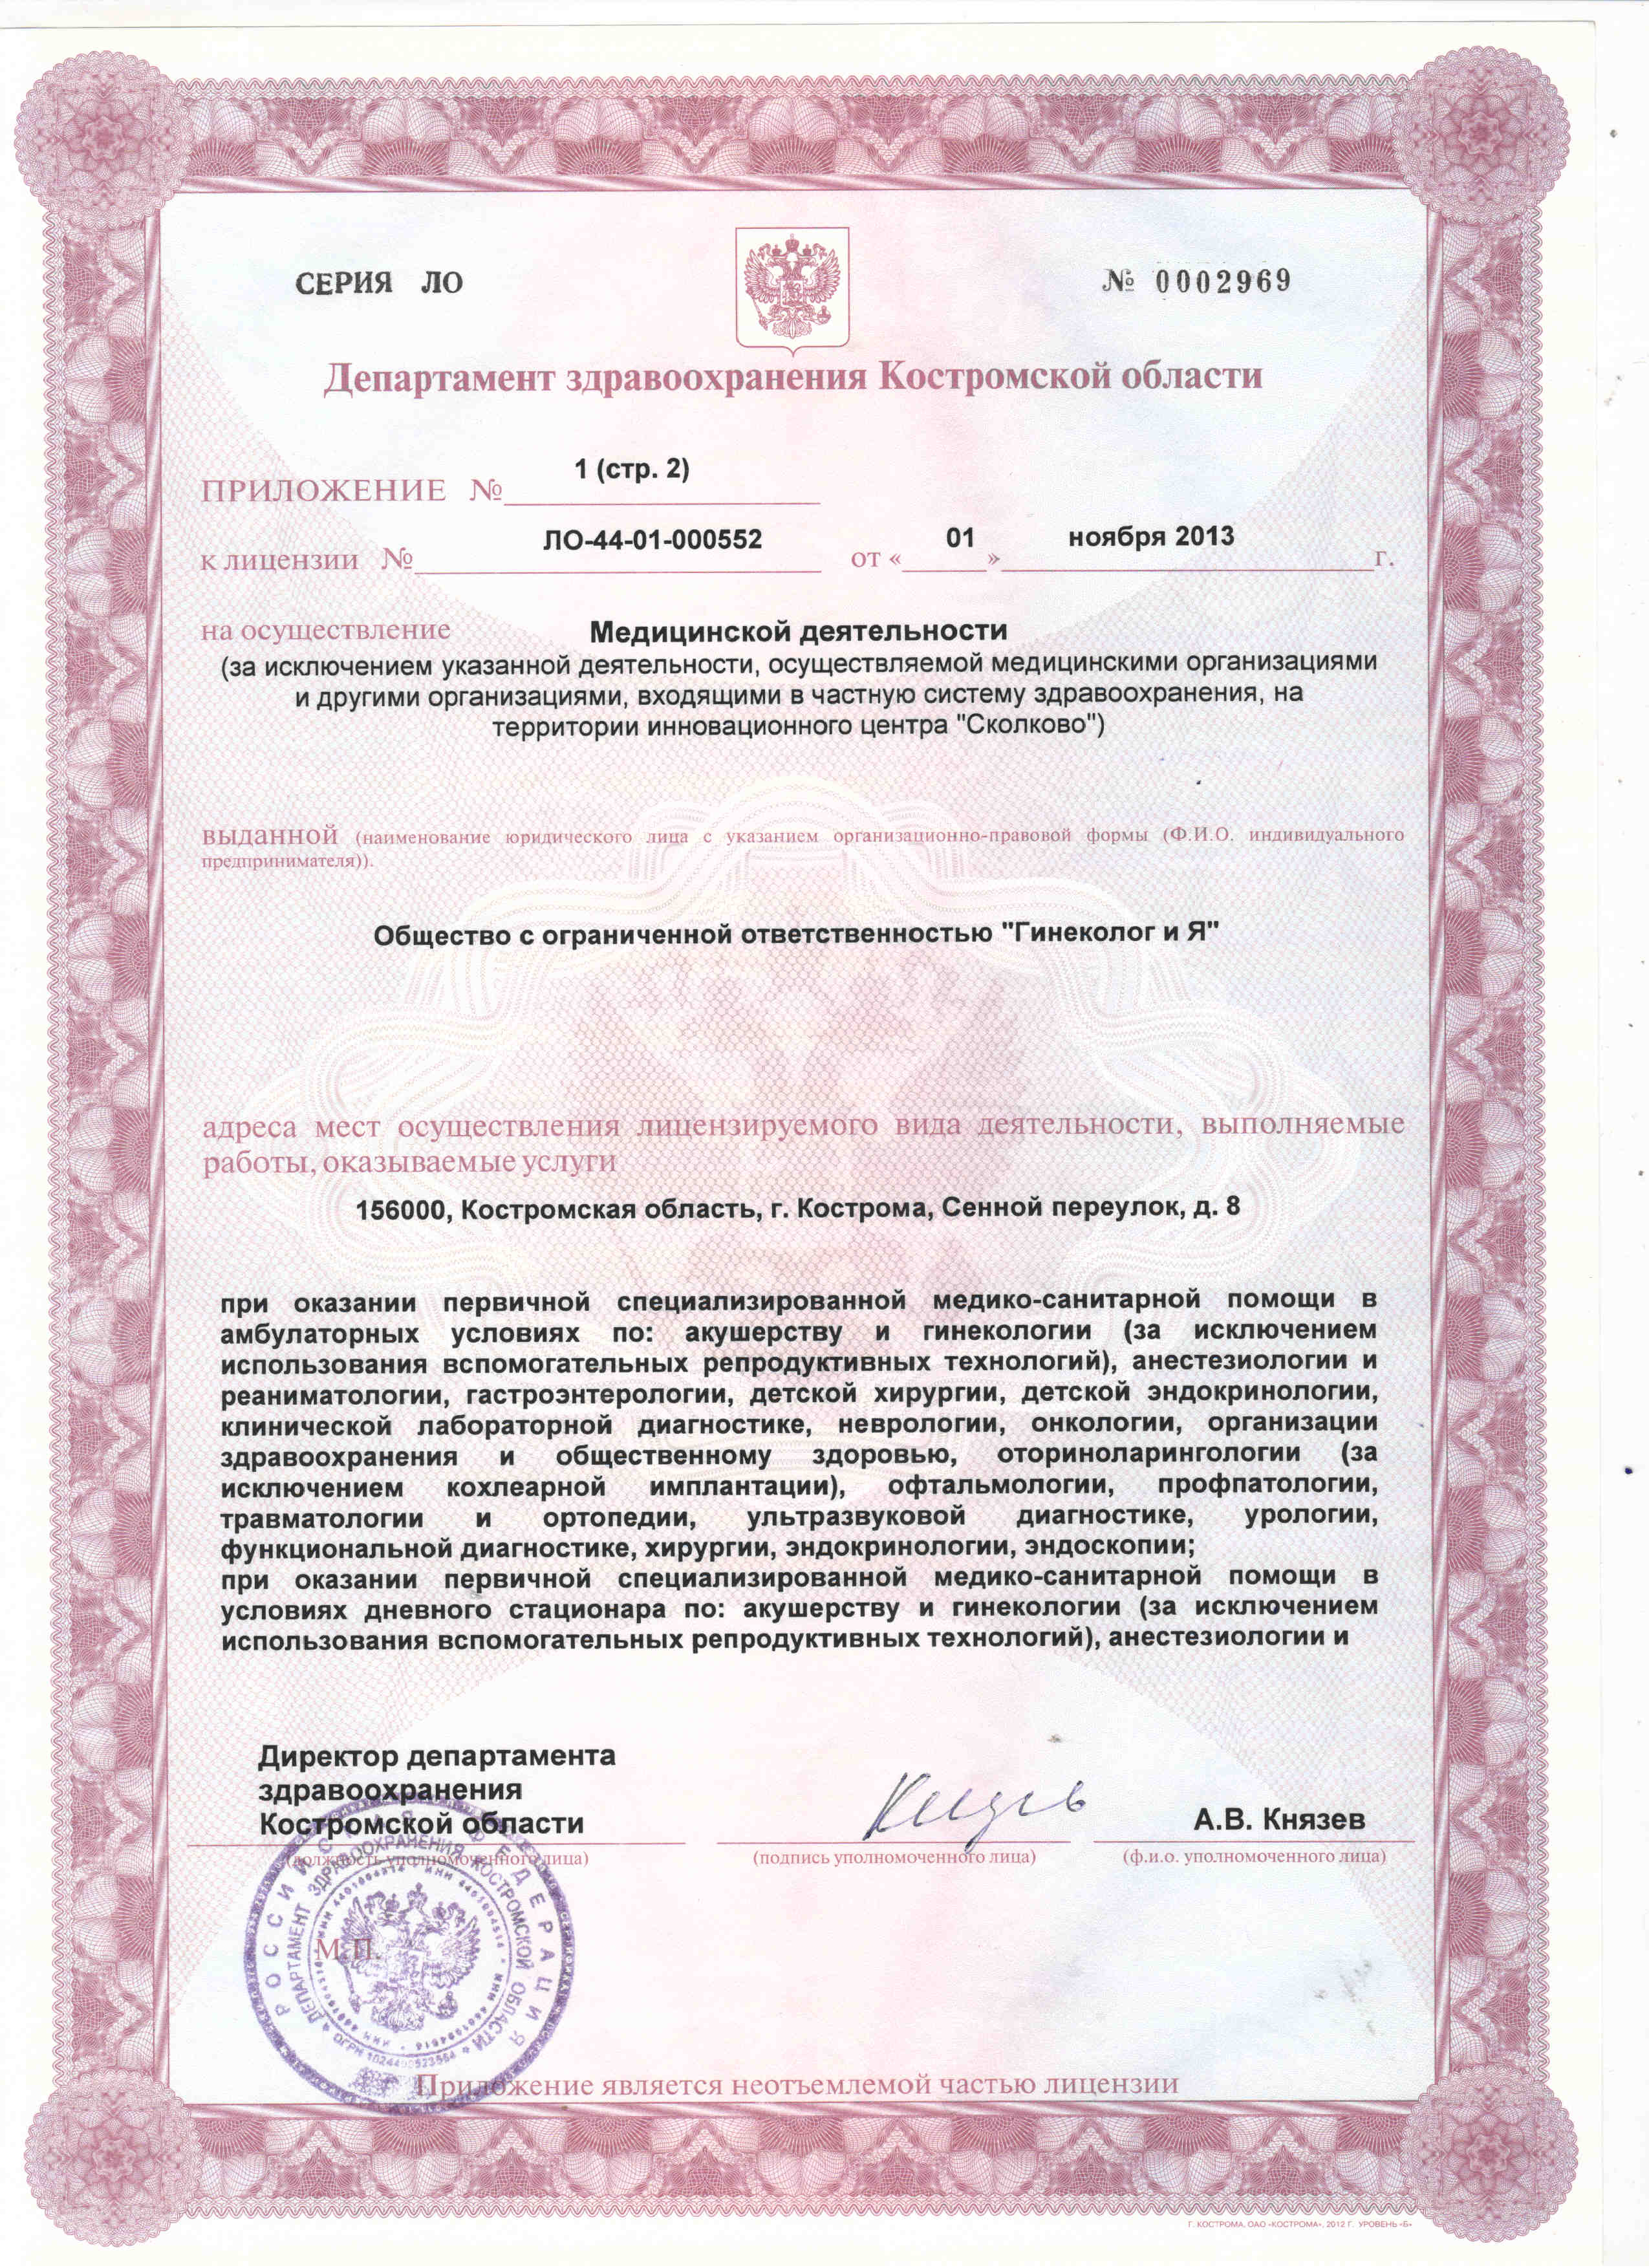 СЕРИЯ ЛО
№ 0002969
Департамент здравоохранения Костромской области
ПРИЛОЖЕНИЕ № 1 (стр. 2)
к лицензии № ЛО-44-01-000552 от « 01 » ноября 2013 г.
на осуществление Медицинской деятельности
(за исключением указанной деятельности, осуществляемой медицинскими организациями
и другими организациями, входящими в частную систему здравоохранения, на
территории инновационного центра "Сколково")
выданной (наименование юридического лица с указанием организационно-правовой формы (Ф.И.О. индивидуального
предпринимателя)).
Общество с ограниченной ответственностью "Гинеколог и Я"
адреса мест осуществления лицензируемого вида деятельности, выполняемые
работы, оказываемые услуги
156000, Костромская область, г. Кострома, Сенной переулок, д. 8
при оказании первичной специализированной медико-санитарной помощи в
амбулаторных условиях по: акушерству и гинекологии (за исключением
использования вспомогательных репродуктивных технологий), анестезиологии и
реаниматологии, гастроэнтерологии, детской хирургии, детской эндокринологии,
клинической лабораторной диагностике, неврологии, онкологии, организации
здравоохранения и общественному здоровью, оториноларингологии (за
исключением кохлеарной имплантации), офтальмологии, профпатологии,
травматологии и ортопедии, ультразвуковой диагностике, урологии,
функциональной диагностике, хирургии, эндокринологии, эндоскопии;
при оказании первичной специализированной медико-санитарной помощи в
условиях дневного стационара по: акушерству и гинекологии (за исключением
использования вспомогательных репродуктивных технологий), анестезиологии и
Директор департамента
здравоохранения
Костромской области
А.В. Князев
(должность уполномоченного лица)
(подпись уполномоченного лица)
(ф.и.о. уполномоченного лица)
РОССИЙСКАЯ ФЕДЕРАЦИЯ
ДЕПАРТАМЕНТ ЗДРАВООХРАНЕНИЯ КОСТРОМСКОЙ ОБЛАСТИ
М.П.
Приложение является неотъемлемой частью лицензии
Г. КОСТРОМА, ОАО «КОСТРОМА», 2012 Г. УРОВЕНЬ «Б»